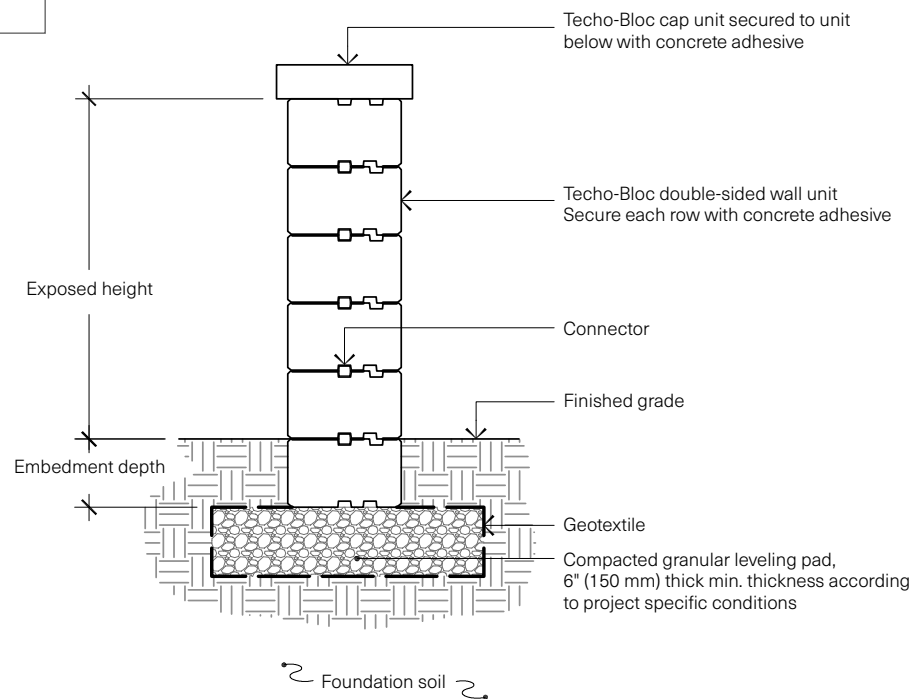 Techo-Bloc cap unit secured to unit
below with concrete adhesive
Techo-Bloc double-sided wall unit
Secure each row with concrete adhesive
Exposed height
Connector
Finished grade
Embedment depth
Geotextile
Compacted granular leveling pad,
6" (150 mm) thick min. thickness according
to project specific conditions
Foundation soil